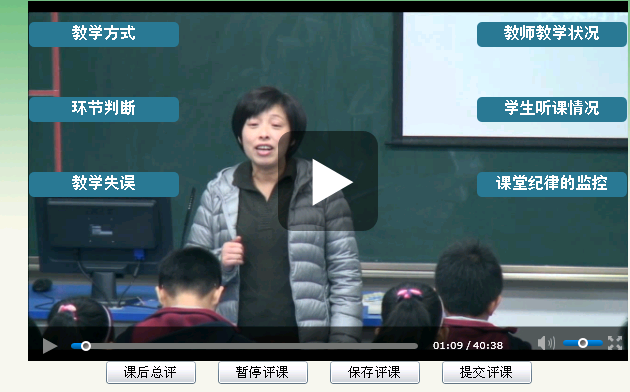 教学方式
教师教学状况
环节判断
学生听课情况
教学失误
课堂纪律的监控
01:09 / 40:38
课后总评
暂停评课
保存评课
提交评课